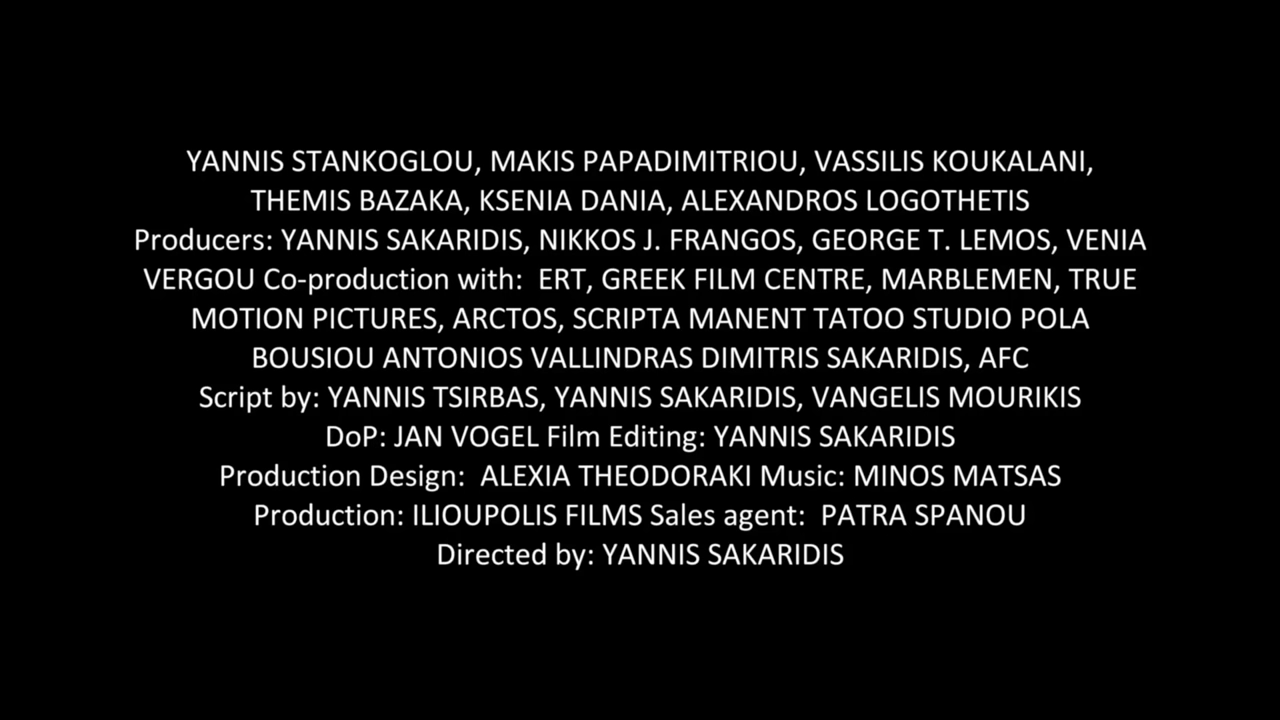 YANNIS STANKOGLOU, MAKIS PAPADIMITRIOU, VASSILIS KOUKALANI,
THEMIS BAZAKA, KSENIA DANIA, ALEXANDROS LOGOTHETIS
Producers: YANNIS SAKARIDIS, NIKKOS J. FRANGOS, GEORGE T. LEMOS, VENIA
VERGOU Co-production with:  ERT, GREEK FILM CENTRE, MARBLEMEN, TRUE
MOTION PICTURES, ARCTOS, SCRIPTA MANENT TATOO STUDIO POLA
BOUSIOU ANTONIOS VALLINDRAS DIMITRIS SAKARIDIS, AFC
Script by: YANNIS TSIRBAS, YANNIS SAKARIDIS, VANGELIS MOURIKIS
DoP: JAN VOGEL Film Editing: YANNIS SAKARIDIS
Production Design:  ALEXIA THEODORAKI Music: MINOS MATSAS
Production: ILIOUPOLIS FILMS Sales agent:  PATRA SPANOU
Directed by: YANNIS SAKARIDIS